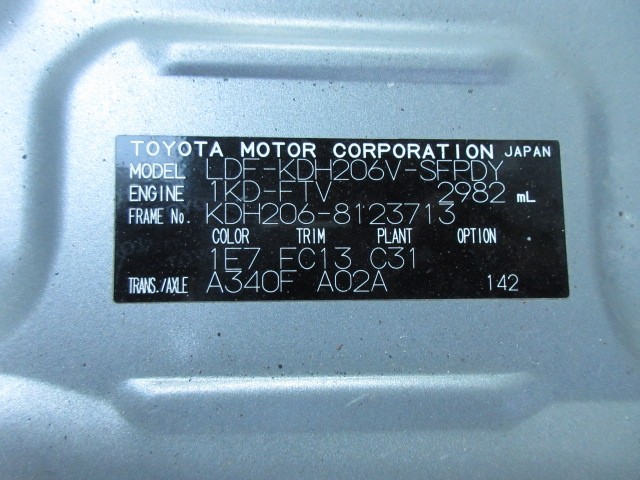 TOYOTA MOTOR CORPORATION JAPAN
MODEL LDF-KDH206V-SFPDY
ENGINE 1KD-FTV 2982 mL
FRAME No. KDH206-8123713
COLOR TRIM PLANT OPTION
1E7 FC13 C31
TRANS./AXLE A340F A02A 142